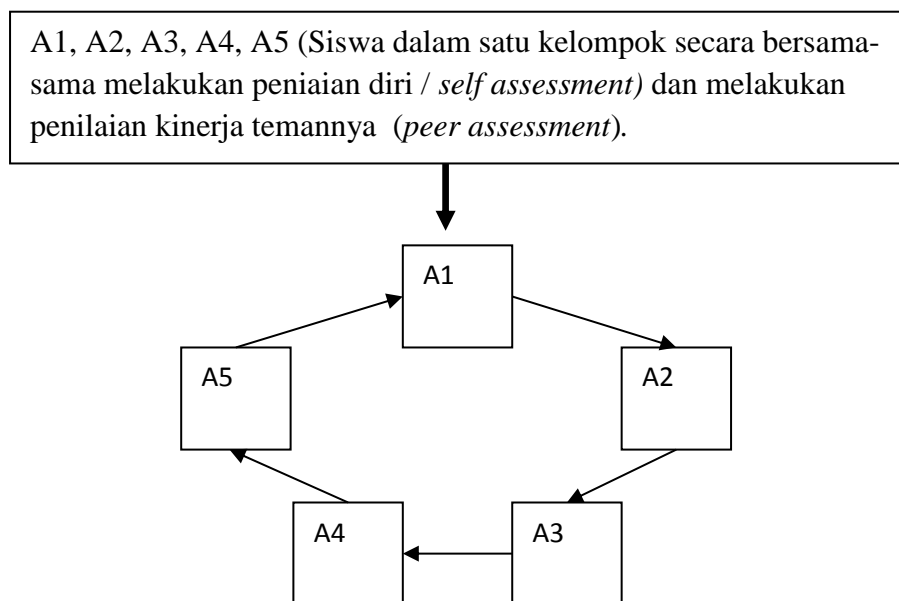 A1, A2, A3, A4, A5 (Siswa dalam satu kelompok secara bersama-
sama melakukan peniaian diri / self assessment) dan melakukan
penilaian kinerja temannya (peer assessment).
A1
A5
A2
A4
A3